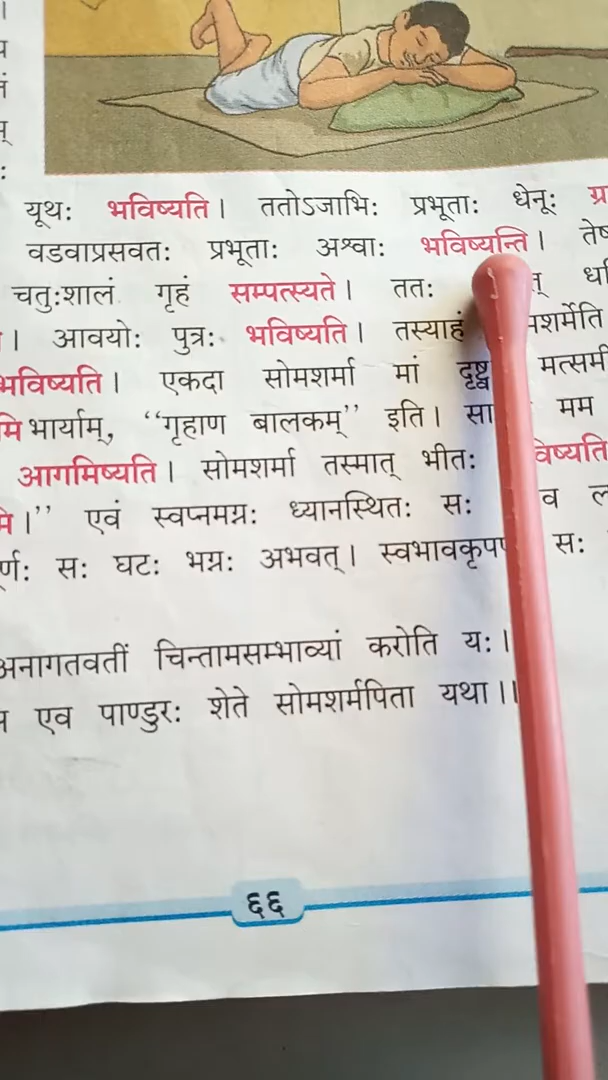 यूथः भविष्यति। ततोऽजाभिः प्रभूताः धेनूः
वडवाप्रसवतः प्रभूताः अश्वाः भविष्यन्ति।
चतुःशालं गृहं सम्पत्स्यते। ततः
। आवयोः पुत्रः भविष्यति। तस्याहं
भविष्यति। एकदा सोमशर्मा मां
भार्याम्, “गृहाण बालकम्” इति। सा मम
आगमिष्यति। सोमशर्मा तस्मात् भीतः
।” एवं स्वप्नमग्नः ध्यानस्थितः सः
सः घटः भग्नः अभवत्। सः
अनागतवतीं चिन्तामसम्भाव्यां करोति यः।
एव पाण्डुरः शेते सोमशर्मपिता यथा।।
६६